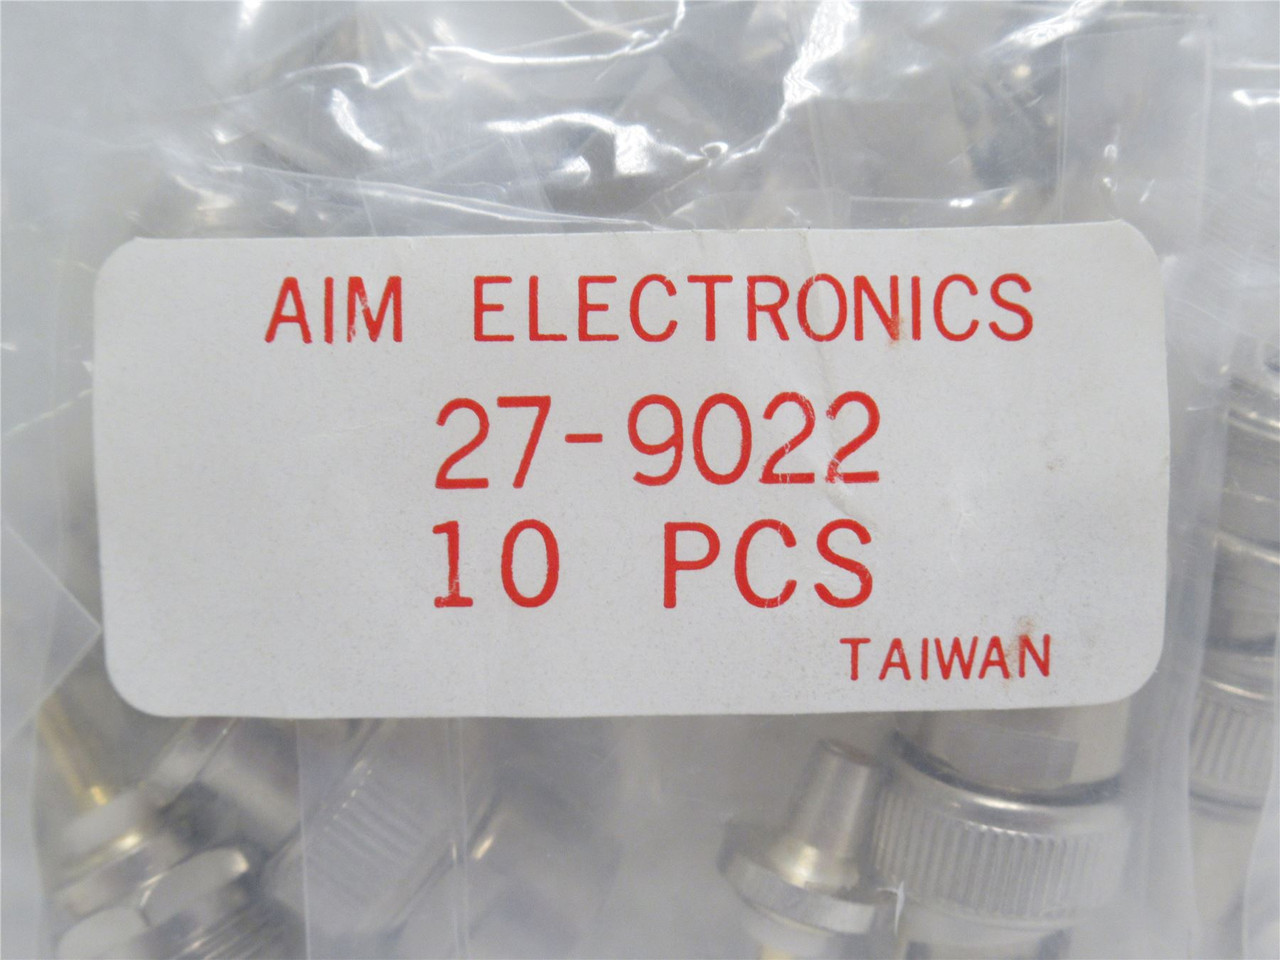 AIM ELECTRONICS
27-9022
10 PCS
TAIWAN